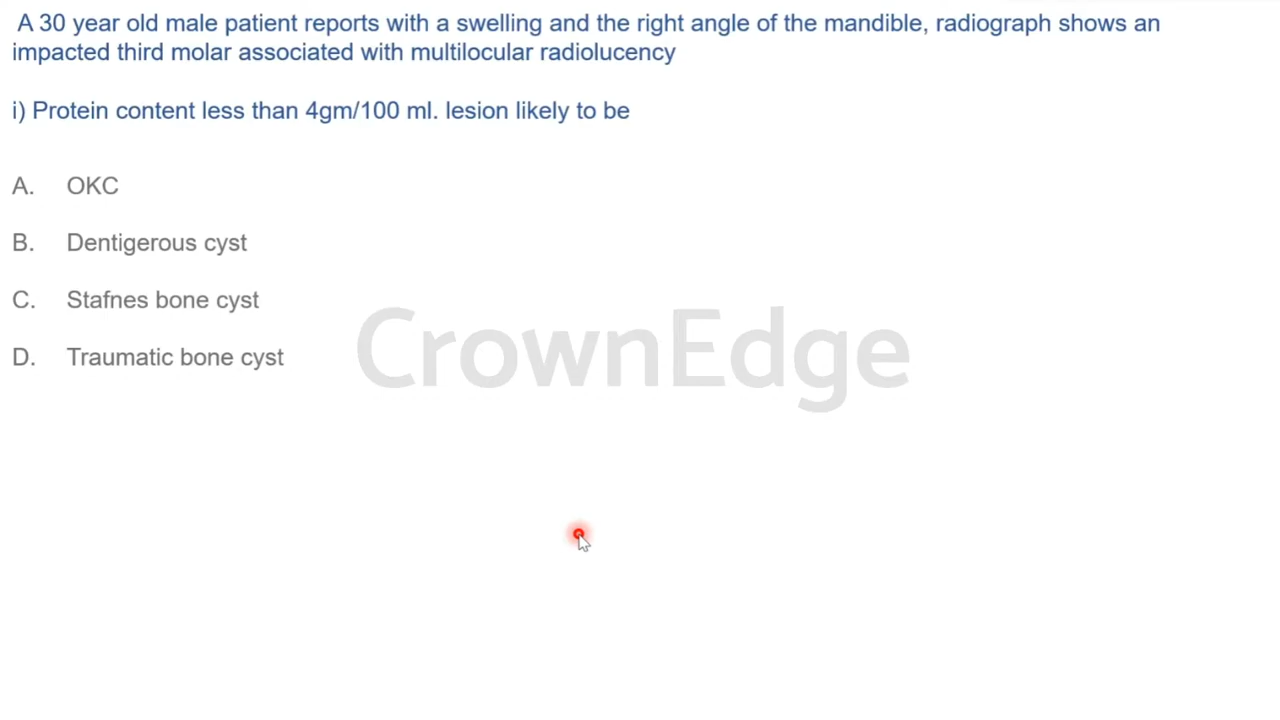 A 30 year old male patient reports with a swelling and the right angle of the mandible, radiograph shows an
impacted third molar associated with multilocular radiolucency
i) Protein content less than 4gm/100 ml. lesion likely to be
A. OKC
B. Dentigerous cyst
C. Stafnes bone cyst
D. Traumatic bone cyst
CrownEdge